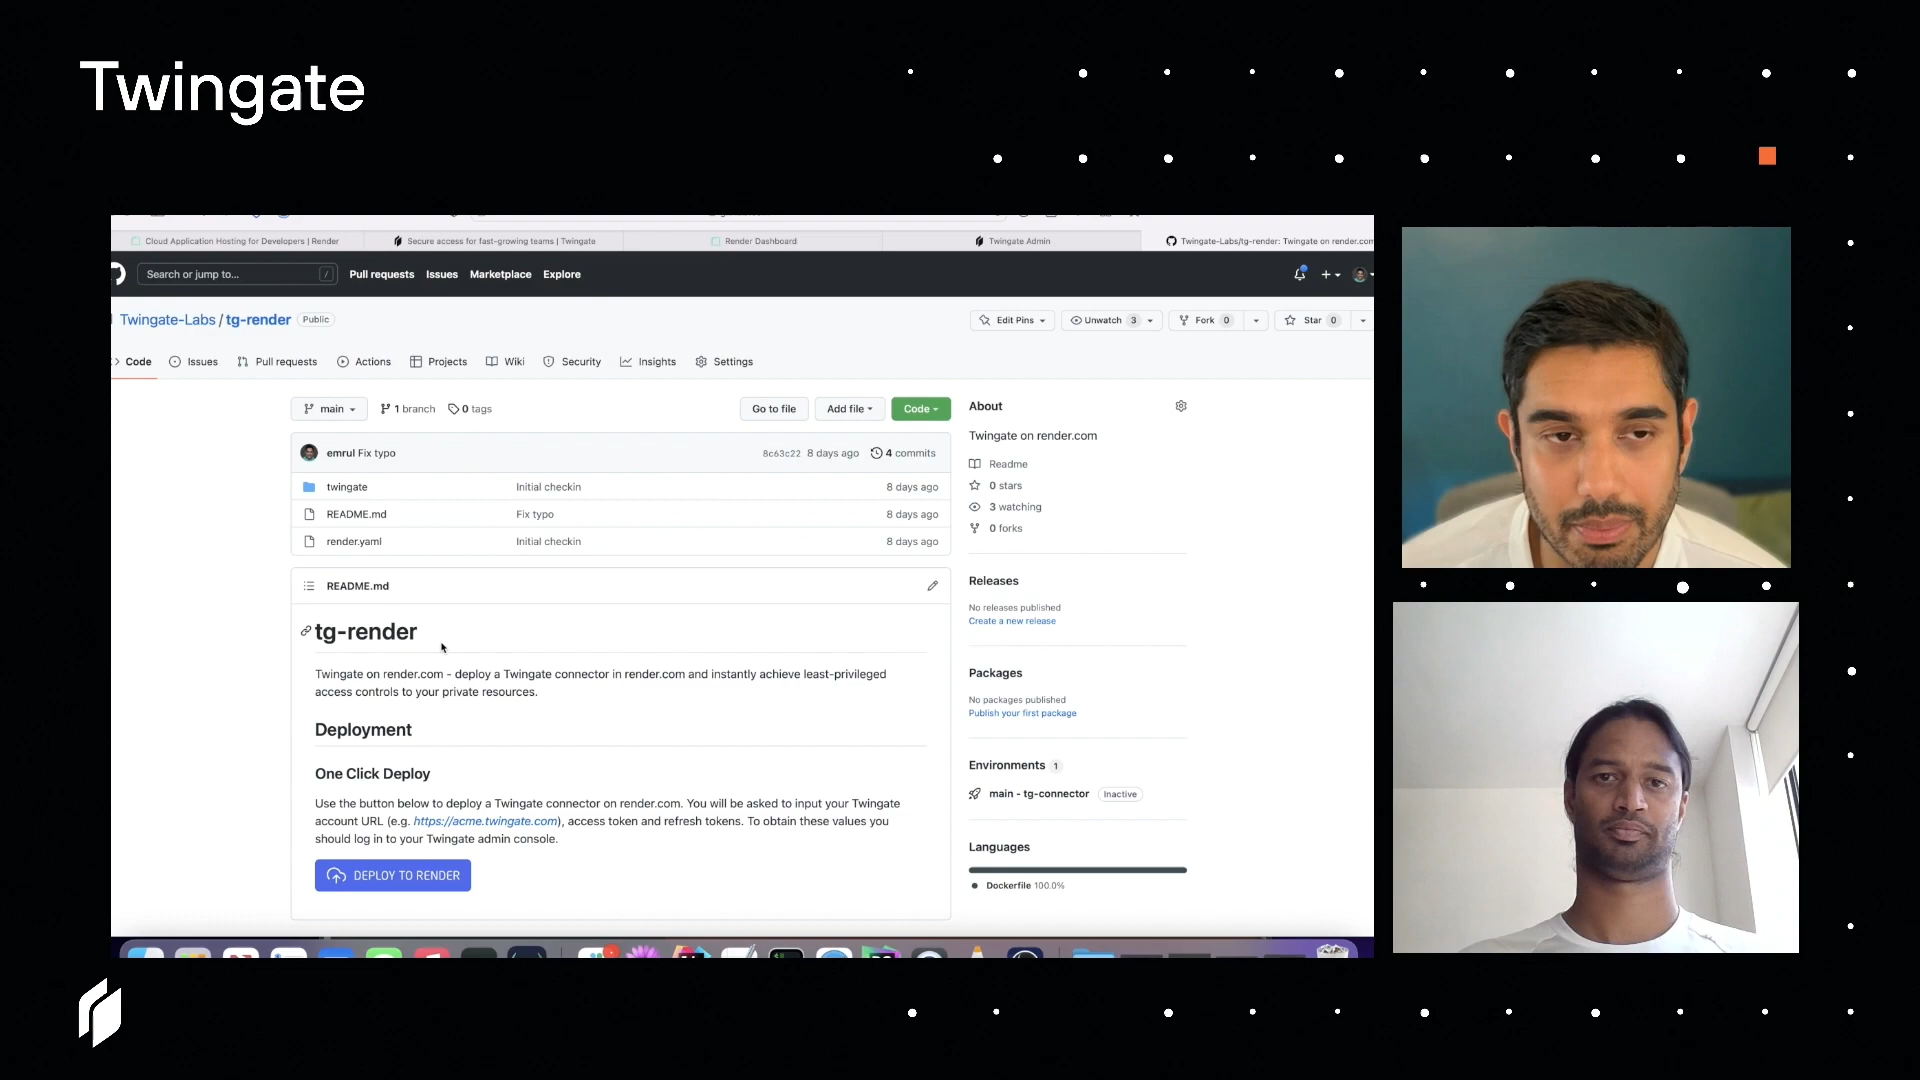 Twingate
Cloud Application Hosting for Developers | Render
Secure access for fast-growing teams | Twingate
Render Dashboard
Twingate Admin
Twingate-Labs/tg-render: Twingate on render.com
Search or jump to...
/
Pull requests
Issues
Marketplace
Explore
Twingate-Labs / tg-render
Public
Edit Pins
Unwatch 3
Fork 0
Star 0
Code
Issues
Pull requests
Actions
Projects
Wiki
Security
Insights
Settings
main
1 branch
0 tags
Go to file
Add file
Code
emrul Fix typo
8c63c22 8 days ago
4 commits
twingate Initial checkin 8 days ago
README.md Fix typo 8 days ago
render.yaml Initial checkin 8 days ago
README.md
tg-render
Twingate on render.com - deploy a Twingate connector in render.com and instantly achieve least-privileged
access controls to your private resources.
Deployment
One Click Deploy
Use the button below to deploy a Twingate connector on render.com. You will be asked to input your Twingate
account URL (e.g. https://acme.twingate.com), access token and refresh tokens. To obtain these values you
should log in to your Twingate admin console.
DEPLOY TO RENDER
About
Twingate on render.com
Readme
0 stars
3 watching
0 forks
Releases
No releases published
Create a new release
Packages
No packages published
Publish your first package
Environments 1
main - tg-connector Inactive
Languages
Dockerfile 100.0%